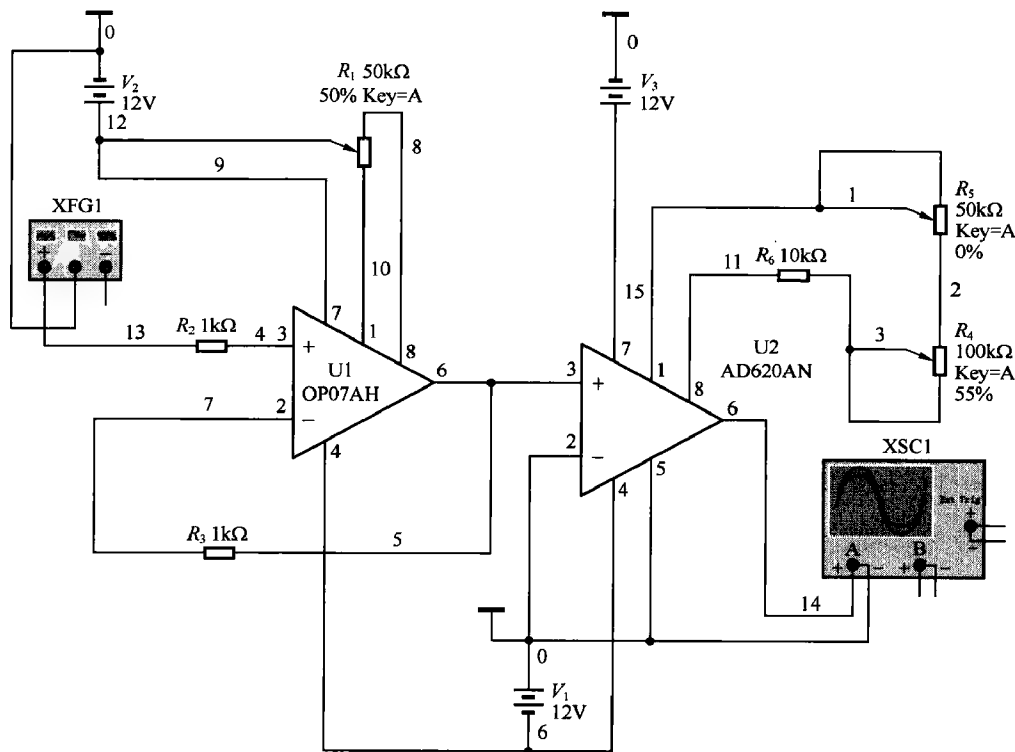 0
V₂
12V
12
R₁ 50kΩ
50% Key=A
8
9
XFG1
+
−
10
13
R₂ 1kΩ
4
3
7
1
8
+
U1
OP07AH
6
7
2
−
4
R₃ 1kΩ
5
0
V₃
12V
15
1
R₅
50kΩ
Key=A
0%
11
R₆ 10kΩ
2
3
R₄
100kΩ
Key=A
55%
7
1
8
U2
AD620AN
3
+
6
2
−
5
4
XSC1
Ext Trig
+
−
A
B
+
−
+
−
14
0
V₁
12V
6